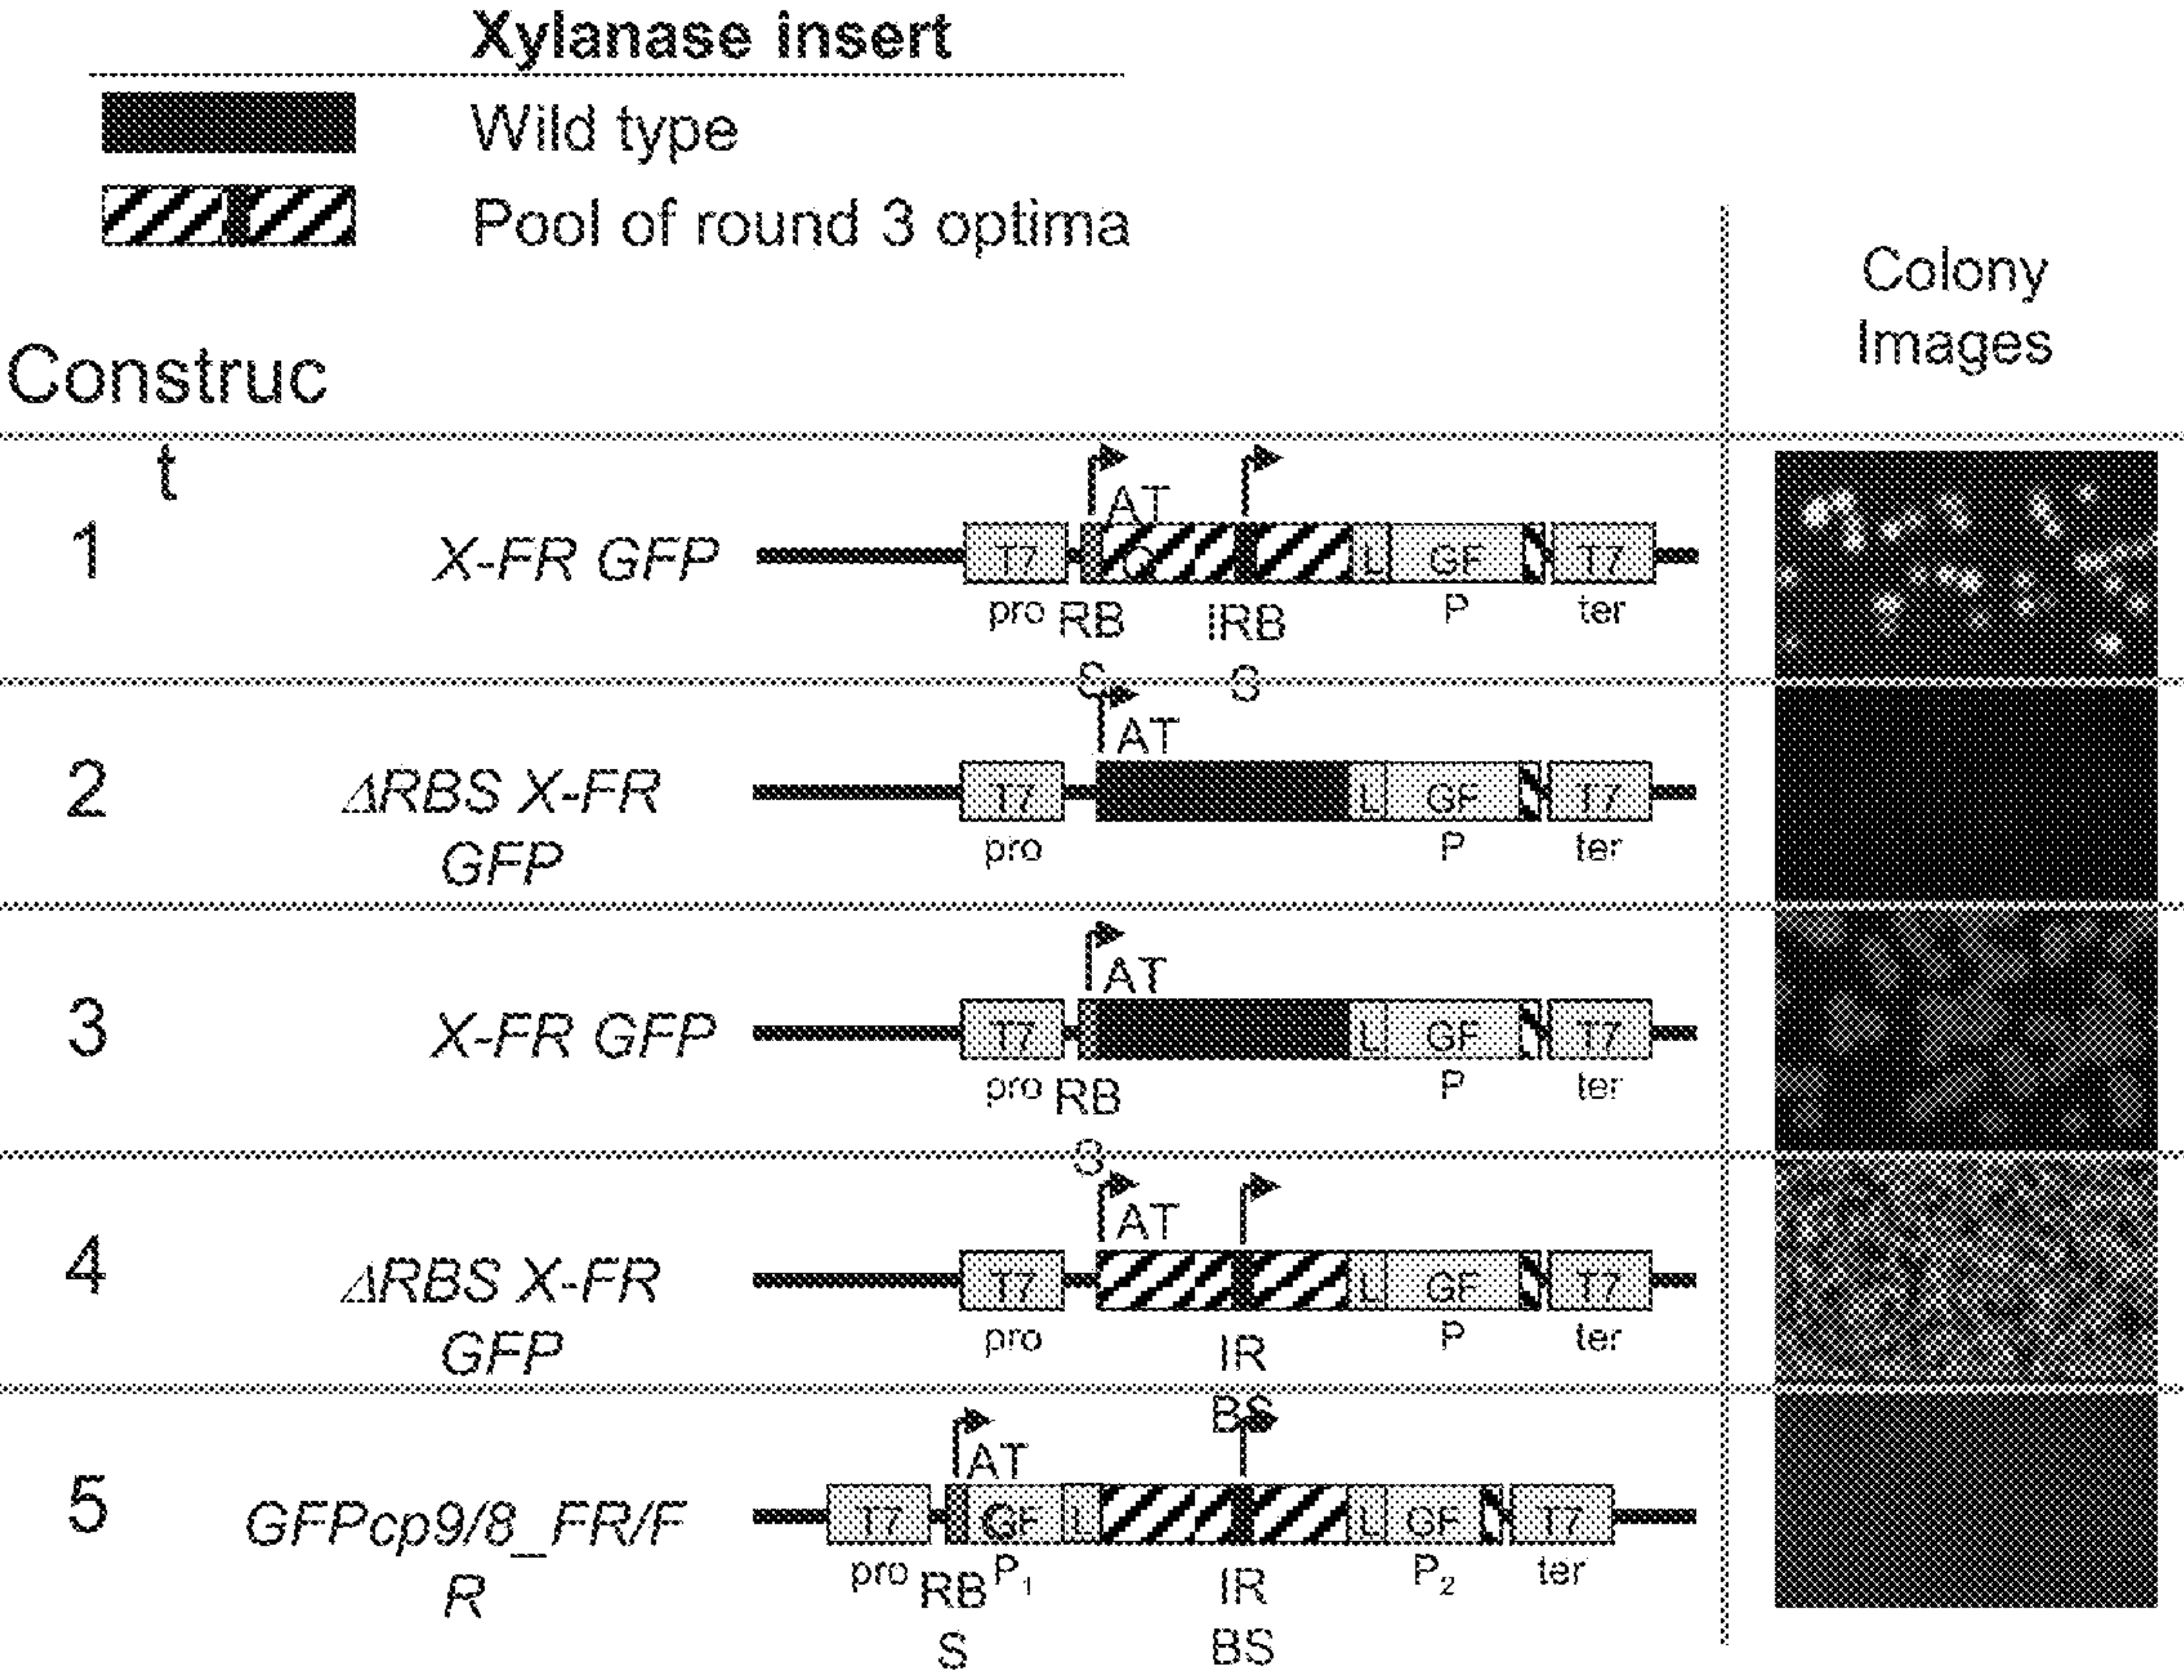 Xylanase insert
Wild type
Pool of round 3 optima
Colony
Images
Construc
t
1
X-FR GFP
AT
G
T7
L
GF
T7
pro
RB
S
IRB
S
P
ter
2
ΔRBS X-FR
GFP
AT
T7
L
GF
T7
pro
P
ter
3
X-FR GFP
AT
T7
L
GF
T7
pro
RB
S
P
ter
4
ΔRBS X-FR
GFP
AT
T7
L
GF
T7
pro
IR
BS
P
ter
5
GFPcp9/8_FR/F
R
AT
G
T7
GF
L
L
GF
T7
pro
RB
S
P₁
IR
BS
P₂
ter